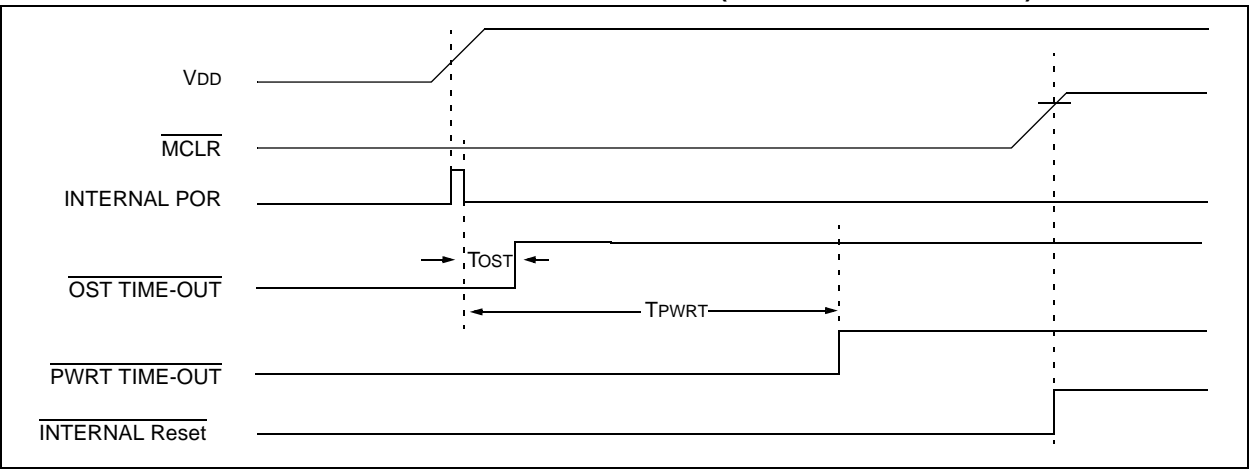 VDD
MCLR
INTERNAL POR
TOST
OST TIME-OUT
TPWRT
PWRT TIME-OUT
INTERNAL Reset